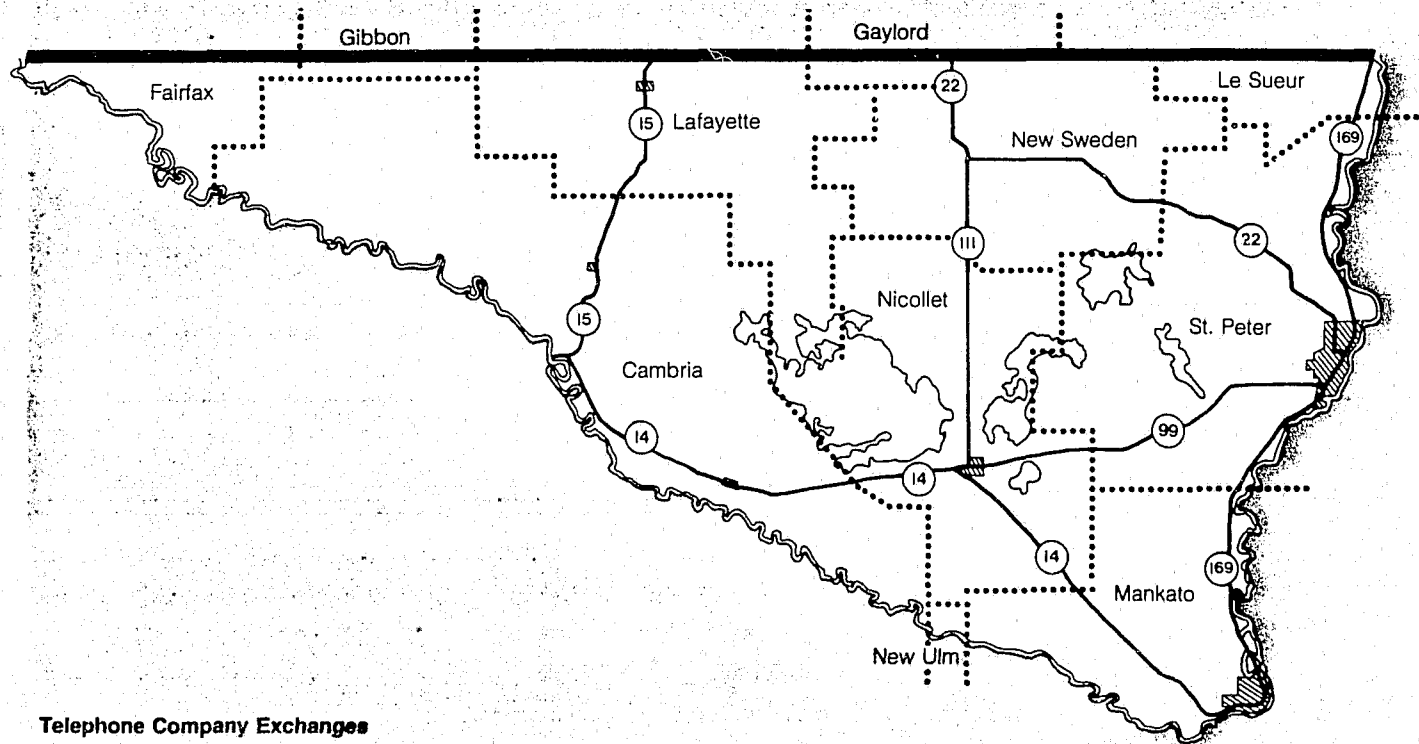 Gibbon
Gaylord
Fairfax
22
Le Sueur
15
Lafayette
New Sweden
169
111
22
Nicollet
15
St. Peter
Cambria
14
99
14
14
169
Mankato
New Ulm
Telephone Company Exchanges